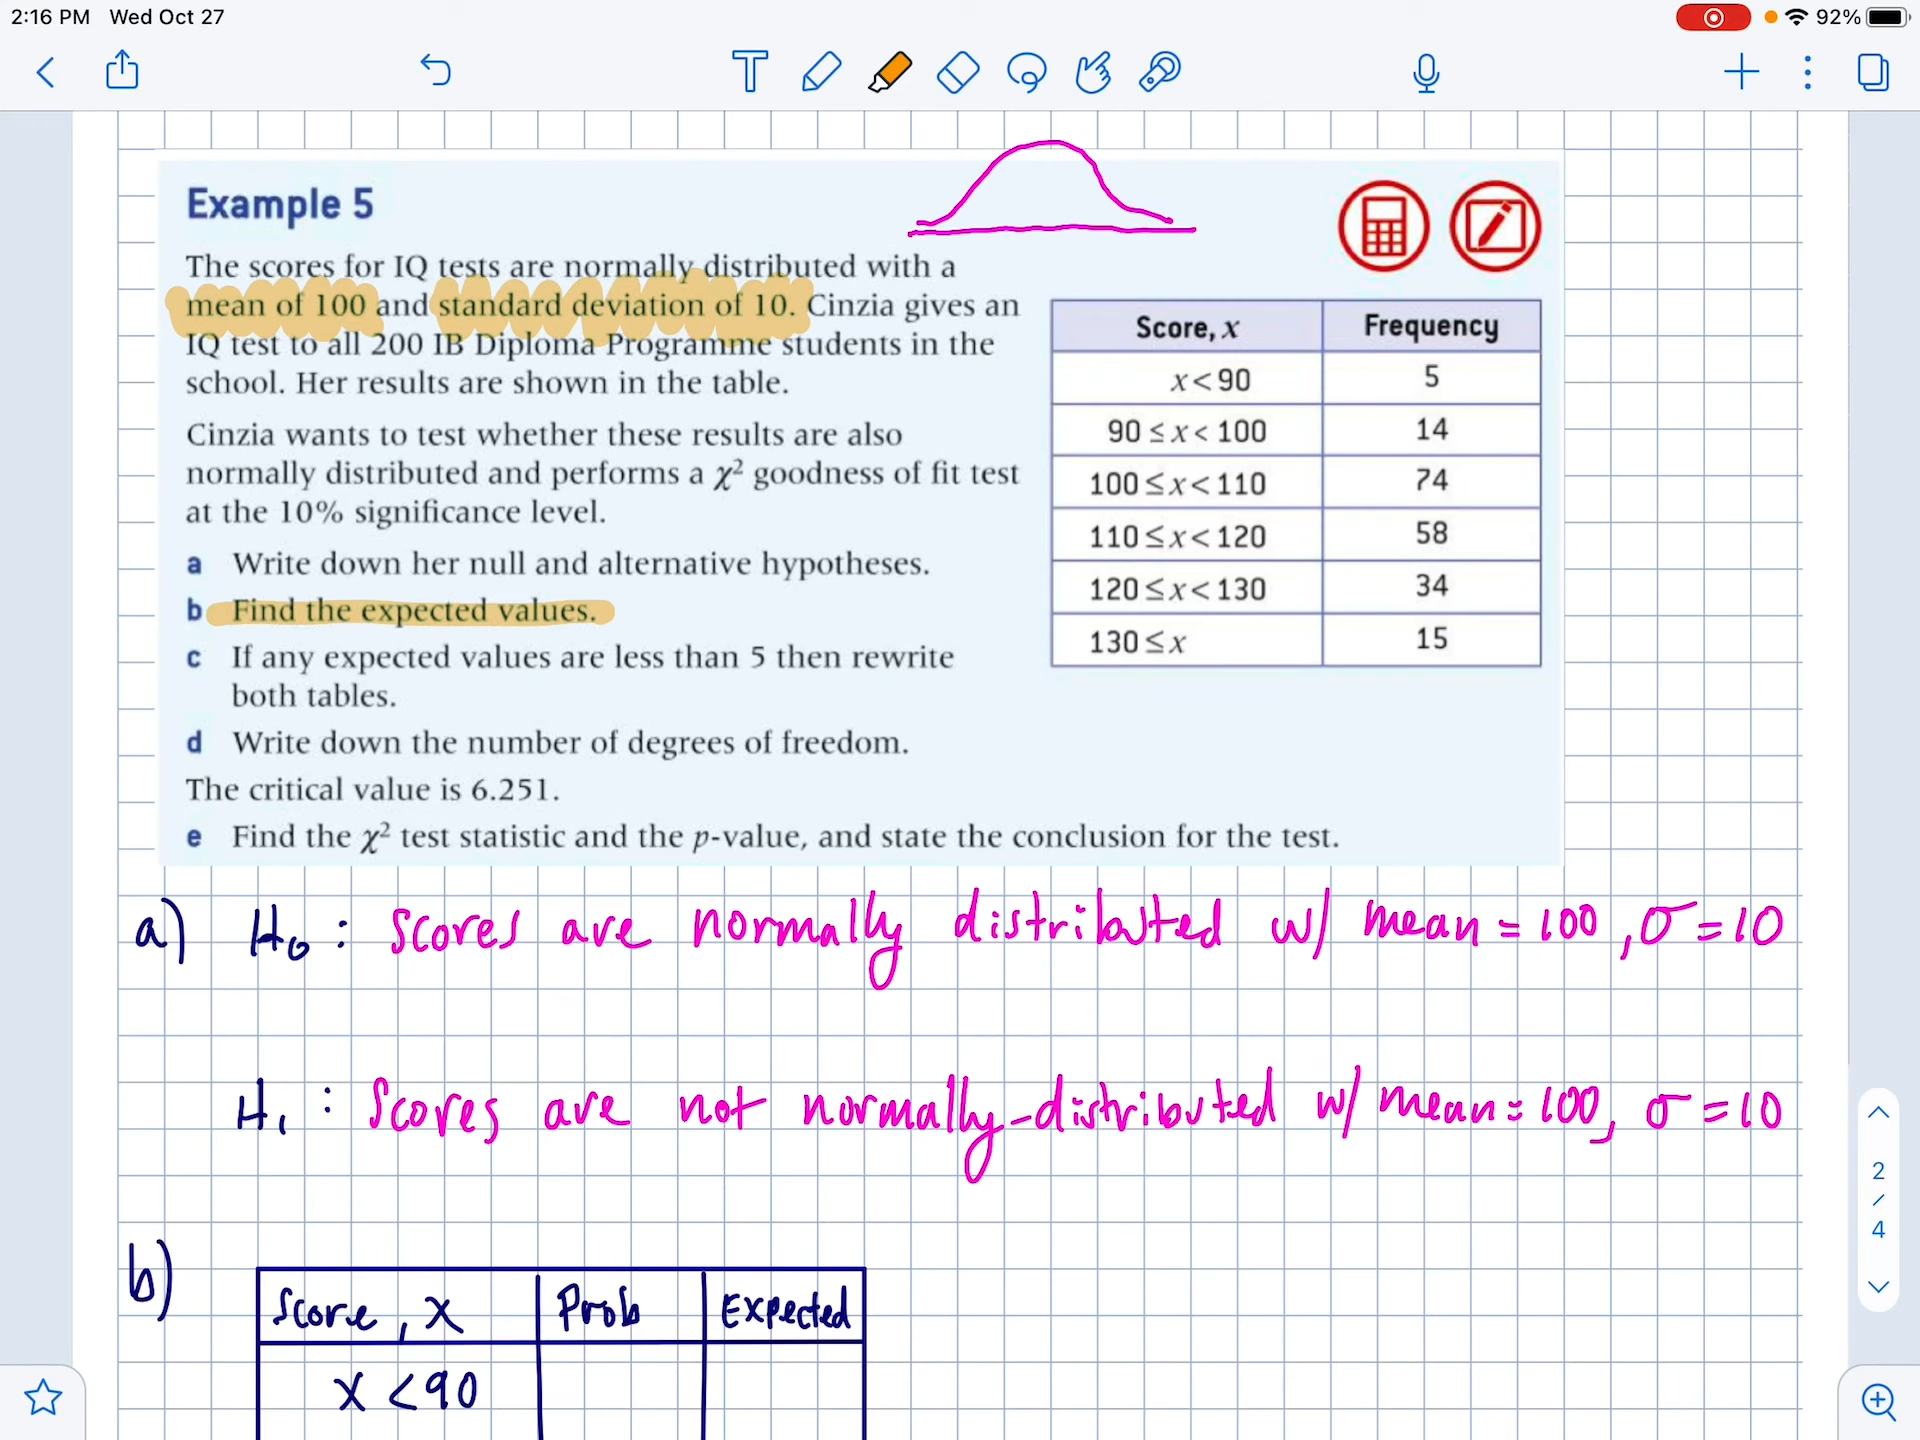 2:16 PM Wed Oct 27
92%
T
Example 5
The scores for IQ tests are normally distributed with a
mean of 100 and standard deviation of 10. Cinzia gives an
IQ test to all 200 IB Diploma Programme students in the
school. Her results are shown in the table.
Cinzia wants to test whether these results are also
normally distributed and performs a χ² goodness of fit test
at the 10% significance level.
a Write down her null and alternative hypotheses.
b Find the expected values.
c If any expected values are less than 5 then rewrite
both tables.
d Write down the number of degrees of freedom.
The critical value is 6.251.
e Find the χ² test statistic and the p-value, and state the conclusion for the test.
Score, x Frequency
x < 90 5
90 ≤ x < 100 14
100 ≤ x < 110 74
110 ≤ x < 120 58
120 ≤ x < 130 34
130 ≤ x 15
a) H₀ : Scores are normally distributed w/ mean = 100, σ = 10
H₁ : Scores are not normally-distributed w/ mean = 100, σ = 10
b)
Score, x Prob Expected
x < 90
2
/
4